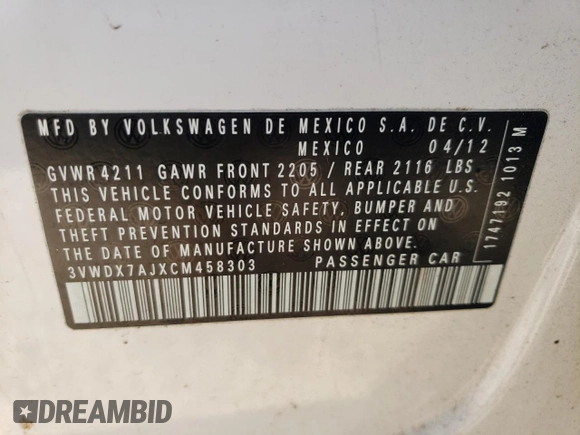 MFD BY VOLKSWAGEN DE MEXICO S.A. DE C.V.
MEXICO 04/12
GVWR 4211 GAWR FRONT 2205 / REAR 2116 LBS.
THIS VEHICLE CONFORMS TO ALL APPLICABLE U.S.
FEDERAL MOTOR VEHICLE SAFETY, BUMPER AND
THEFT PREVENTION STANDARDS IN EFFECT ON
THE DATE OF MANUFACTURE SHOWN ABOVE.
3VWDX7AJXCM458303 PASSENGER CAR
1747192 1013 M
DREAMBID